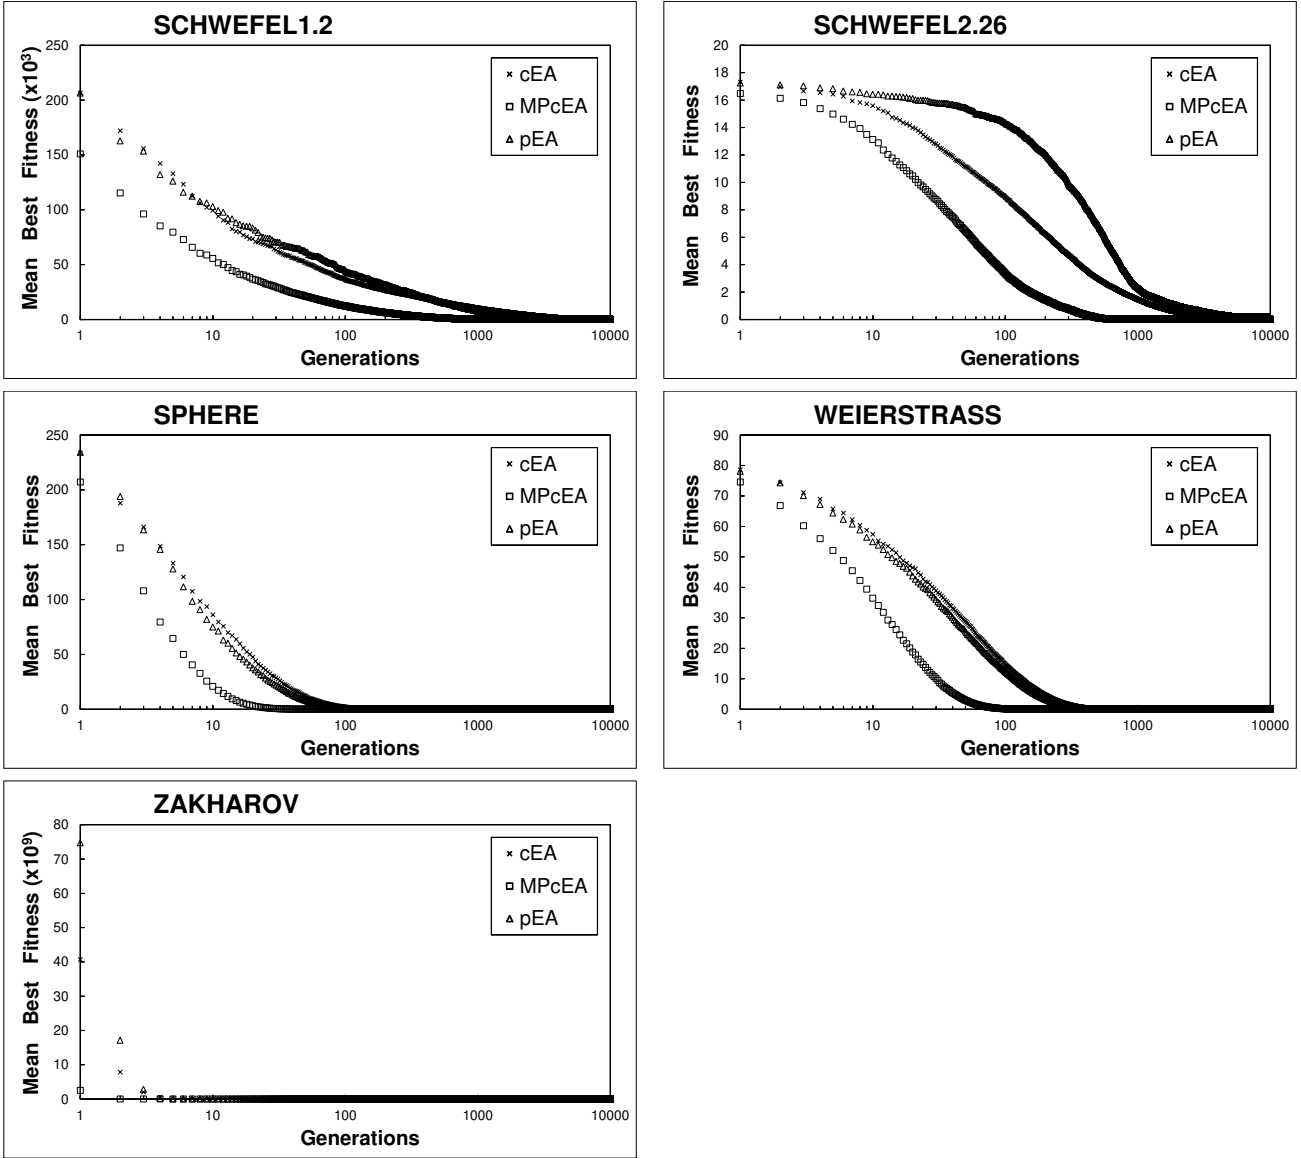 SCHWEFEL1.2
Mean Best Fitness (x10³)
250
200
150
100
50
0
1 10 100 1000 10000
Generations
cEA
MPcEA
pEA
SCHWEFEL2.26
Mean Best Fitness
20
18
16
14
12
10
8
6
4
2
0
1 10 100 1000 10000
Generations
cEA
MPcEA
pEA
SPHERE
Mean Best Fitness
250
200
150
100
50
0
1 10 100 1000 10000
Generations
cEA
MPcEA
pEA
WEIERSTRASS
Mean Best Fitness
90
80
70
60
50
40
30
20
10
0
1 10 100 1000 10000
Generations
cEA
MPcEA
pEA
ZAKHAROV
Mean Best Fitness (x10⁹)
80
70
60
50
40
30
20
10
0
1 10 100 1000 10000
Generations
cEA
MPcEA
pEA